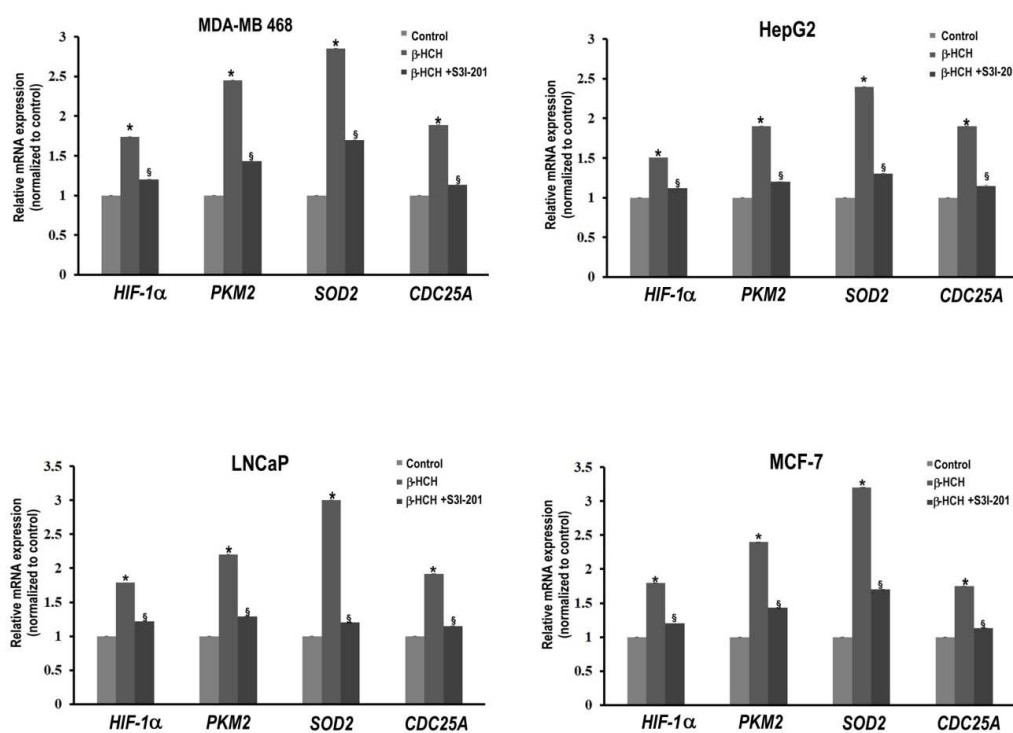 MDA-MB 468
Relative mRNA expression
(normalized to control)
3
2.5
2
1.5
1
0.5
0
Control
β-HCH
β-HCH +S3I-201
* § * § * § * §
HIF-1α PKM2 SOD2 CDC25A
HepG2
Relative mRNA expression
(normalized to control)
3
2.5
2
1.5
1
0.5
0
Control
β-HCH
β-HCH +S3I-20
* § * § * § * §
HIF-1α PKM2 SOD2 CDC25A
LNCaP
Relative mRNA expression
(normalized to control)
3.5
3
2.5
2
1.5
1
0.5
0
Control
β-HCH
β-HCH +S3I-201
* § * § * § * §
HIF-1α PKM2 SOD2 CDC25A
MCF-7
Relative mRNA expression
(normalized to control)
3.5
3
2.5
2
1.5
1
0.5
0
Control
β-HCH
β-HCH +S3I-201
* § * § * § * §
HIF-1α PKM2 SOD2 CDC25A